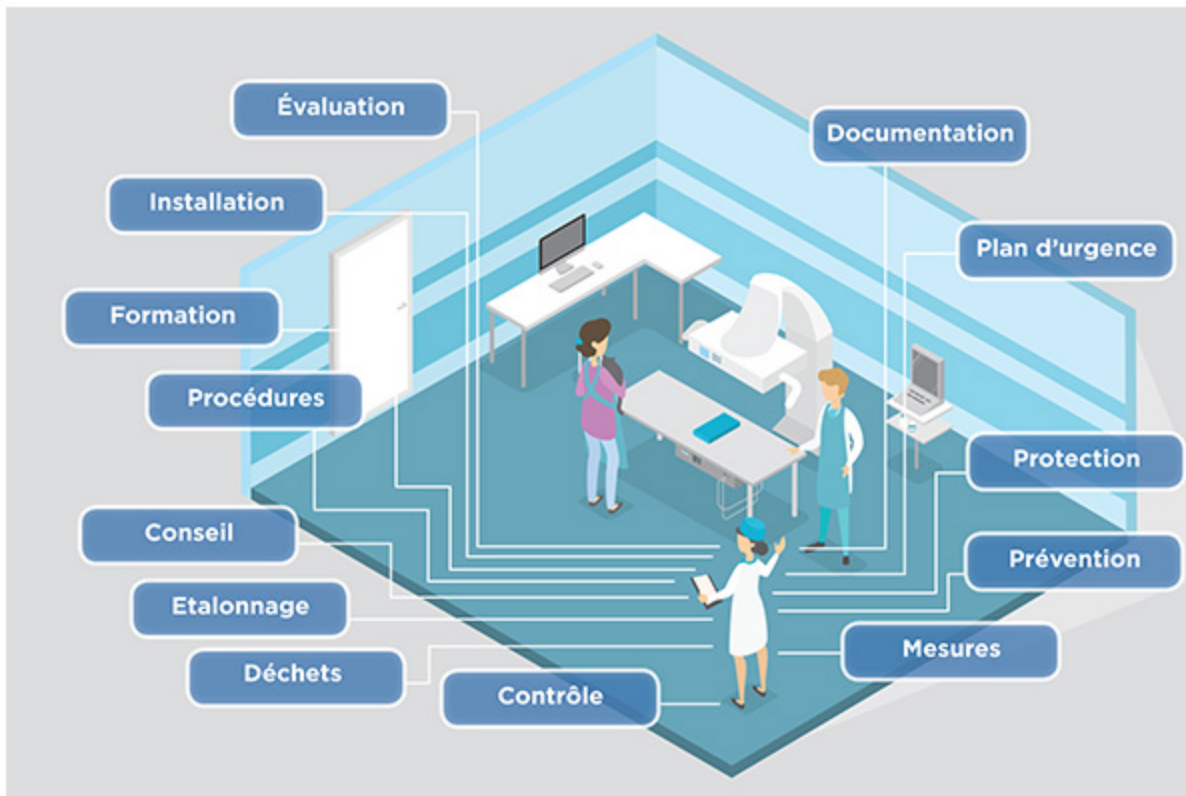 Évaluation
Documentation
Installation
Plan d'urgence
Formation
Procédures
Protection
Conseil
Prévention
Etalonnage
Mesures
Déchets
Contrôle